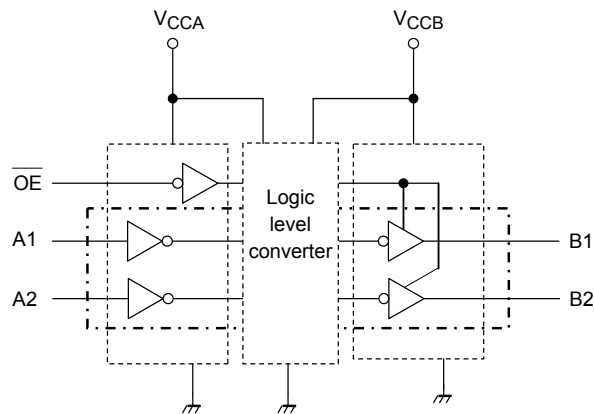 VCCA
VCCB
OE
Logic
level
converter
A1
B1
A2
B2